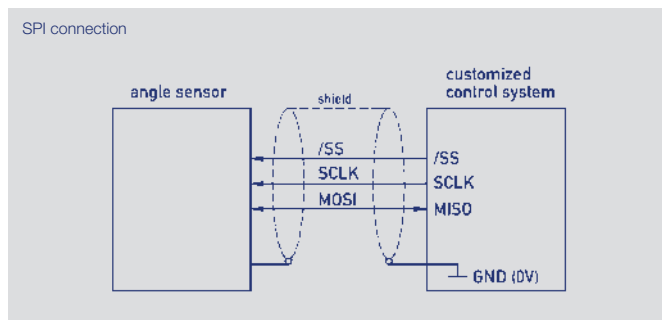 SPI connection
customized
control system
angle sensor
shield
/SS
/SS
SCLK
SCLK
MOSI
MISO
GND (0V)